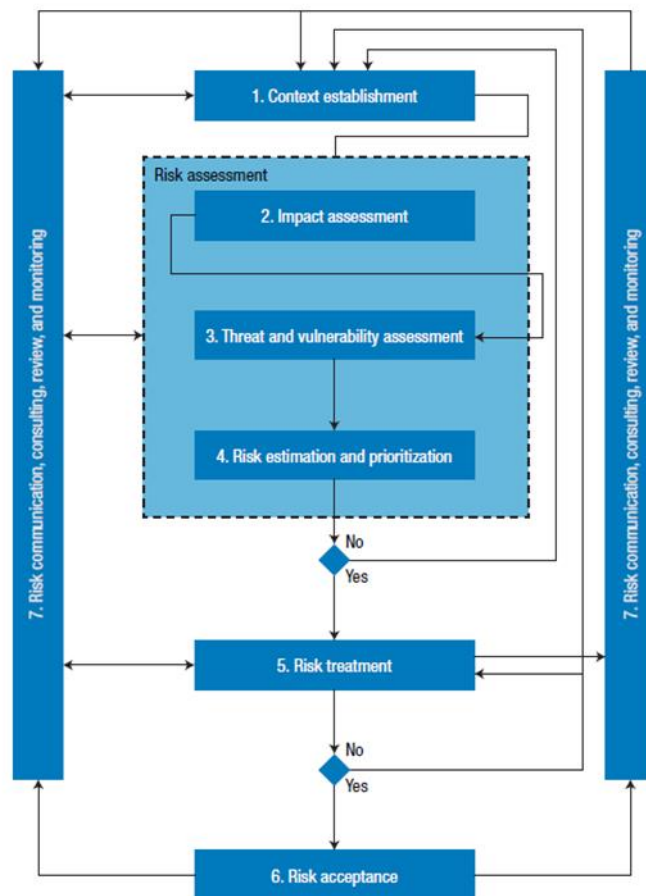 1. Context establishment
Risk assessment
2. Impact assessment
3. Threat and vulnerability assessment
4. Risk estimation and prioritization
No
Yes
5. Risk treatment
No
Yes
6. Risk acceptance
7. Risk communication, consulting, review, and monitoring
7. Risk communication, consulting, review, and monitoring